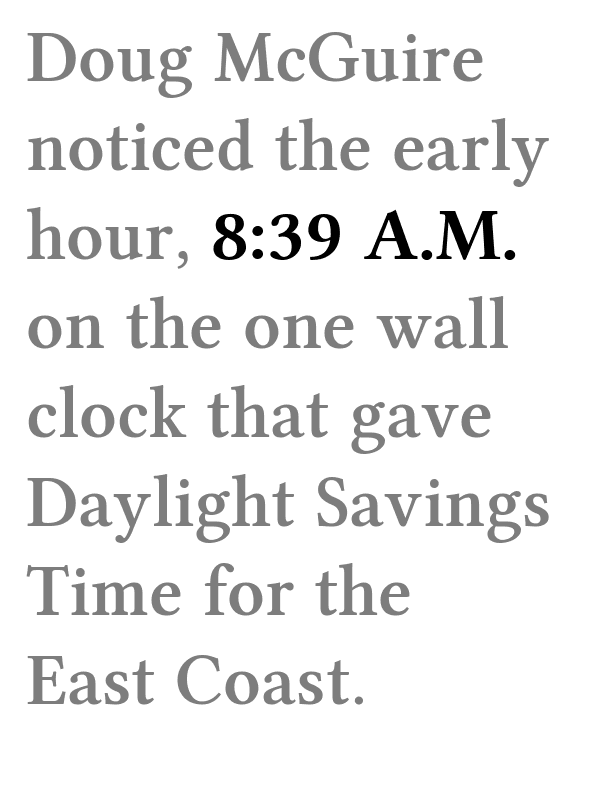 Doug McGuire
noticed the early
hour, 8:39 A.M.
on the one wall
clock that gave
Daylight Savings
Time for the
East Coast.